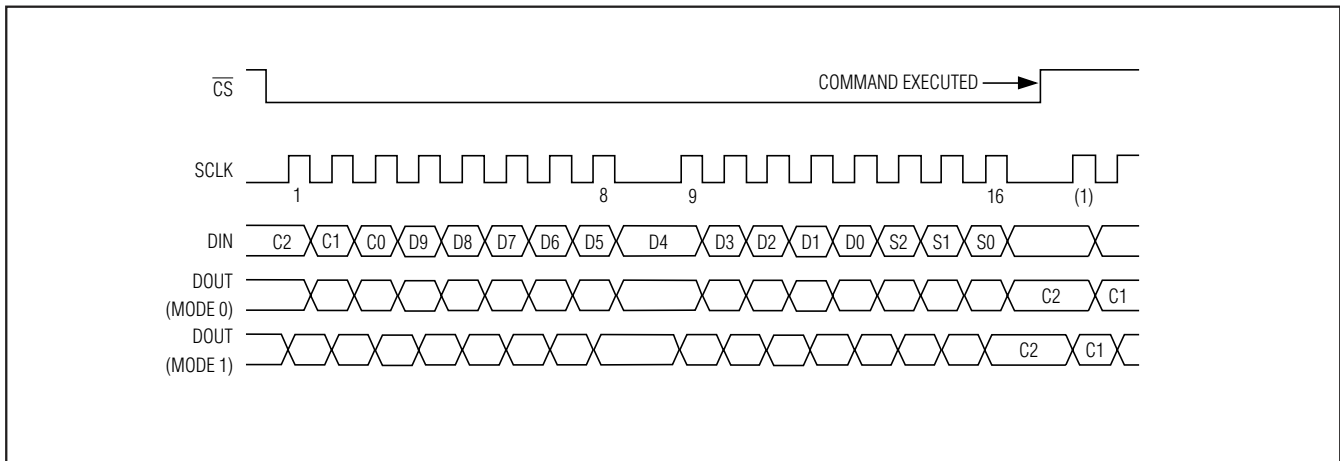 CS
COMMAND EXECUTED
SCLK
1 8 9 16 (1)
DIN
C2 C1 C0 D9 D8 D7 D6 D5 D4 D3 D2 D1 D0 S2 S1 S0
DOUT
(MODE 0)
C2 C1
DOUT
(MODE 1)
C2 C1